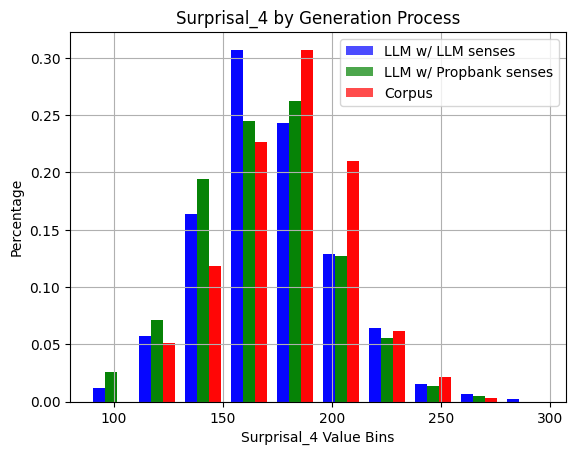 Surprisal_4 by Generation Process
LLM w/ LLM senses
LLM w/ Propbank senses
Corpus
Percentage
0.30
0.25
0.20
0.15
0.10
0.05
0.00
100 150 200 250 300
Surprisal_4 Value Bins